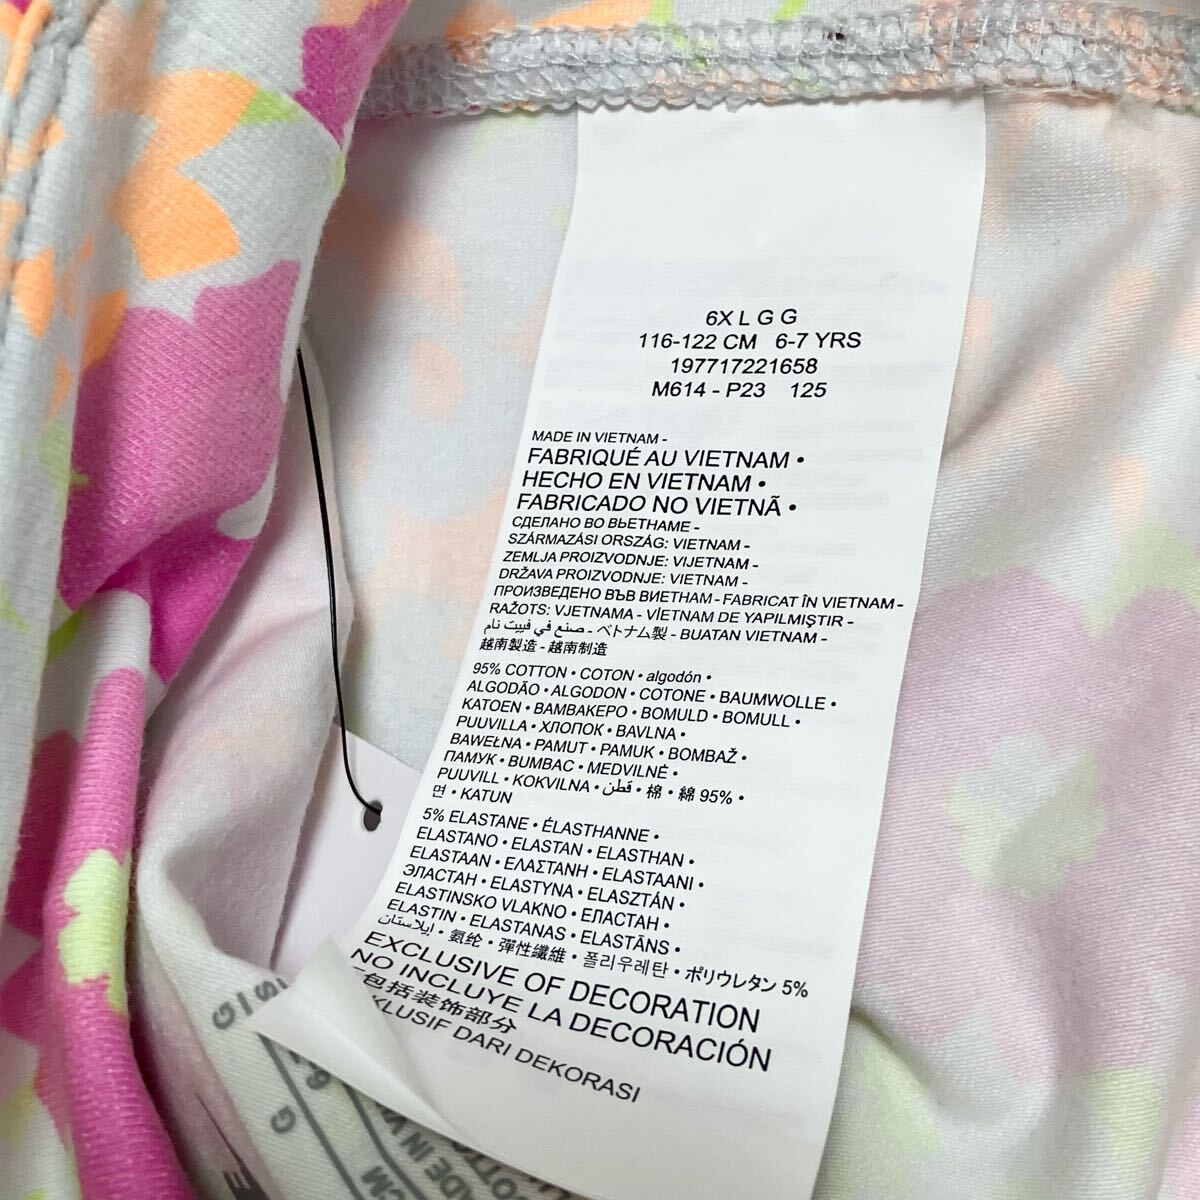 6X L G G
116-122 CM 6-7 YRS
197717221658
M614 - P23 125
MADE IN VIETNAM -
FABRIQUÉ AU VIETNAM •
HECHO EN VIETNAM •
FABRICADO NO VIETNÃ •
СДЕЛАНО ВО ВЬЕТНАМЕ -
SZÁRMAZÁSI ORSZÁG: VIETNAM -
ZEMLJA PROIZVODNJE: VIJETNAM -
DRŽAVA PROIZVODNJE: VIETNAM -
ПРОИЗВЕДЕНО ВЪВ ВИЕТНАМ - FABRICAT ÎN VIETNAM -
RAŽOTS: VJETNAMA - VİETNAM DE YAPILMIŞTIR -
صنع في فييت نام - ベトナム製 - BUATAN VIETNAM -
越南製造 - 越南制造
95% COTTON • COTON • algodón •
ALGODÃO • ALGODON • COTONE • BAUMWOLLE •
KATOEN • ΒΑΜΒΑΚΕΡΟ • BOMULD • BOMULL •
PUUVILLA • ХЛОПОК • BAVLNA •
BAWEŁNA • PAMUT • PAMUK • BOMBAŽ •
ПАМУК • BUMBAC • MEDVILNĖ •
PUUVILL • KOKVILNA • قطن • 棉 • 綿 95% •
면 • KATUN
5% ELASTANE • ÉLASTHANNE •
ELASTANO • ELASTAN • ELASTHAN •
ELASTAAN • ΕΛΑΣΤΑΝΗ • ELASTAANI •
ЭЛАСТАН • ELASTYNA • ELASZTÁN •
ELASTINSKO VLAKNO • ЕЛАСТАН •
ELASTIN • ELASTANAS • ELASTĀNS •
ايلاستان • 氨纶 • 彈性纖維 • 폴리우레탄 • ポリウレタン 5%
EXCLUSIVE OF DECORATION
NO INCLUYE LA DECORACIÓN
包括装饰部分
KLUSIF DARI DEKORASI